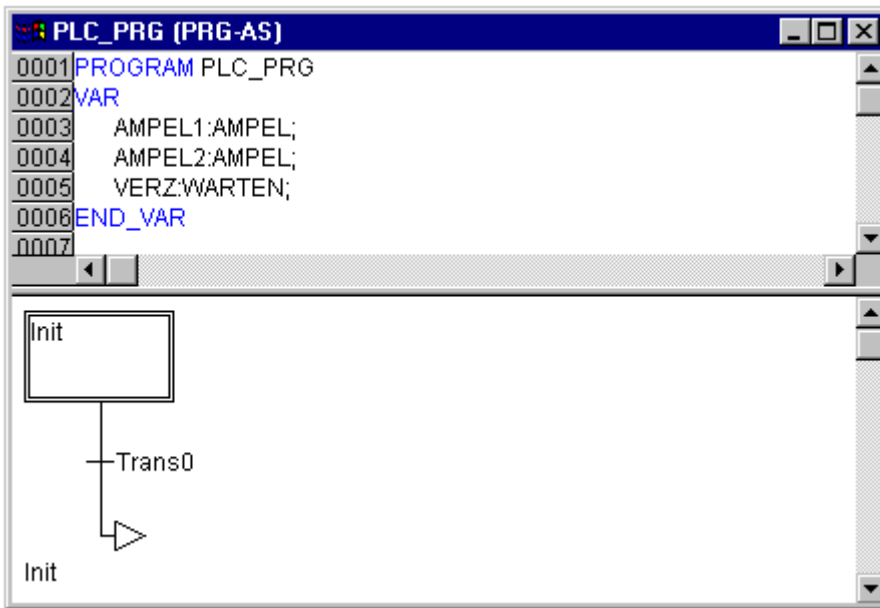 PLC_PRG (PRG-AS)
0001 PROGRAM PLC_PRG
0002 VAR
0003 AMPEL1:AMPEL;
0004 AMPEL2:AMPEL;
0005 VERZ:WARTEN;
0006 END_VAR
0007
Init
Trans0
Init